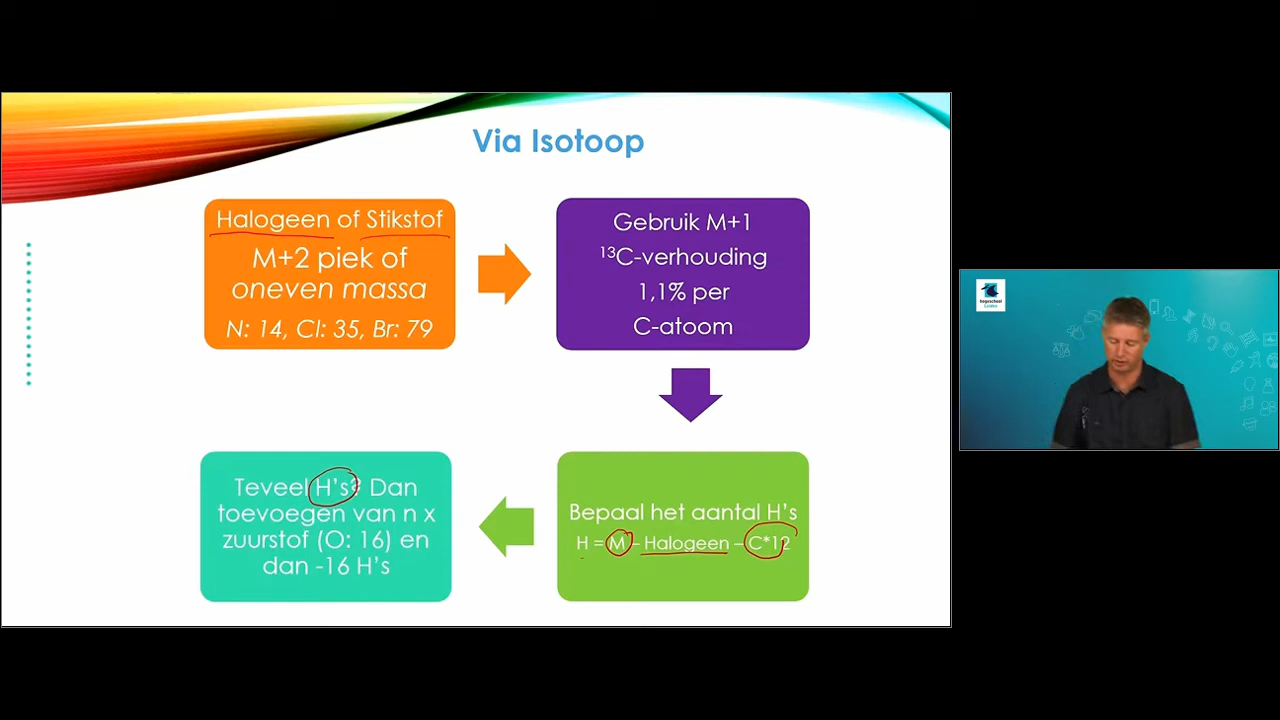 Via Isotoop
Halogeen of Stikstof
M+2 piek of
oneven massa
N: 14, Cl: 35, Br: 79
Gebruik M+1
¹³C-verhouding
1,1% per
C-atoom
Bepaal het aantal H's
H = M – Halogeen – C*12
Teveel H's? Dan
toevoegen van n x
zuurstof (O: 16) en
dan -16 H's
hogeschool